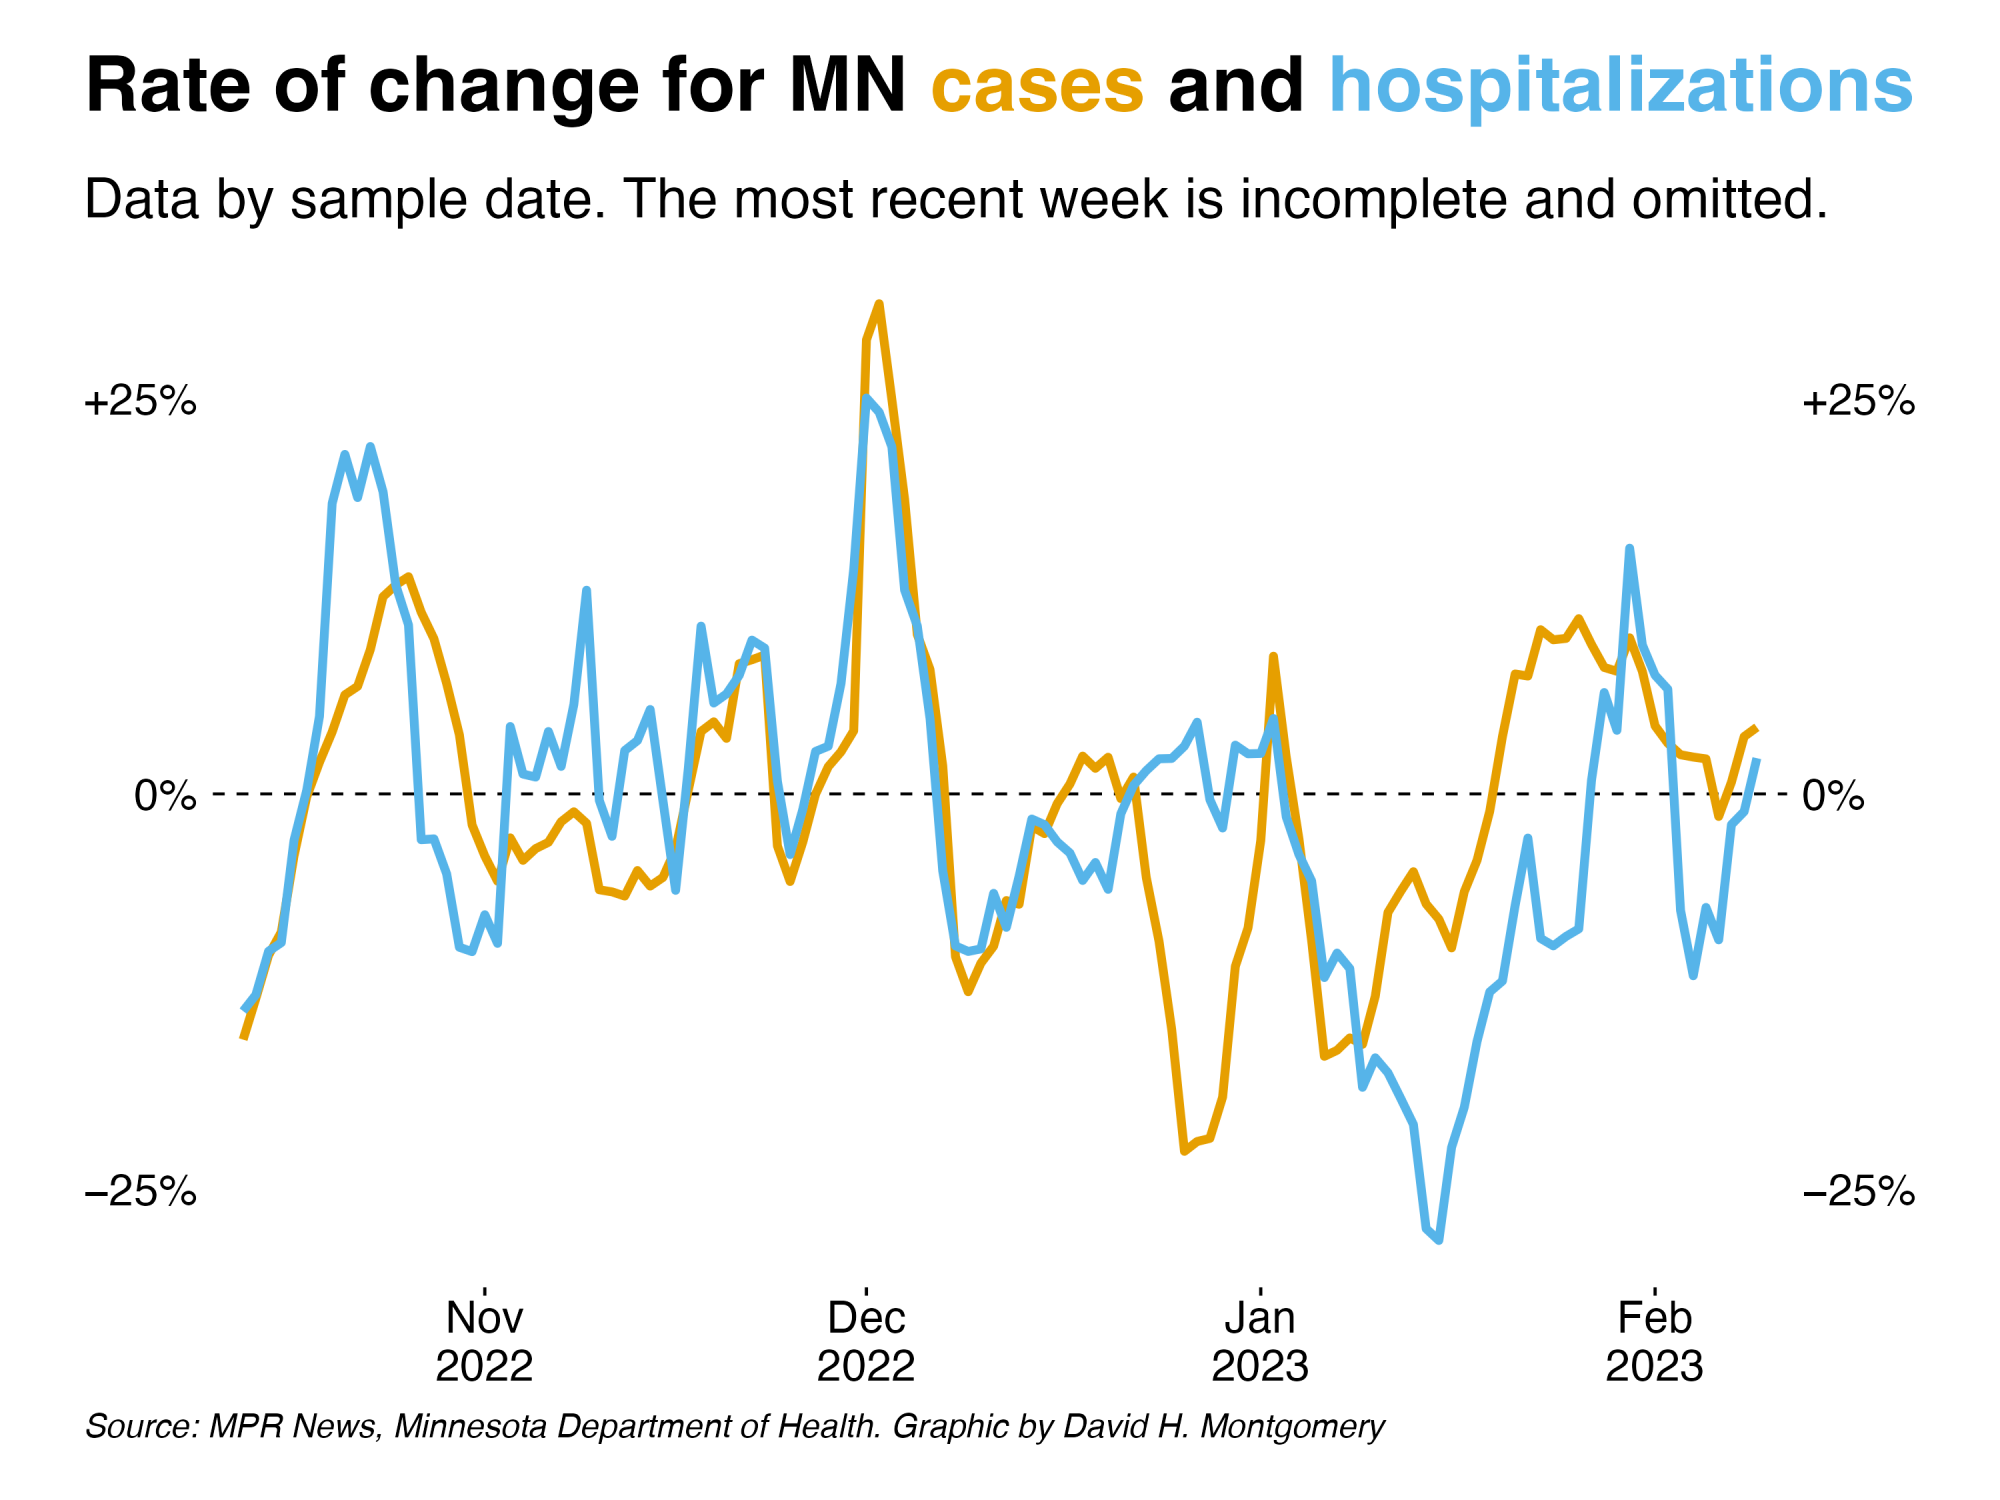 Rate of change for MN cases and hospitalizations
Data by sample date. The most recent week is incomplete and omitted.
+25% +25%
0% 0%
−25% −25%
Nov Dec Jan Feb
2022 2022 2023 2023
Source: MPR News, Minnesota Department of Health. Graphic by David H. Montgomery